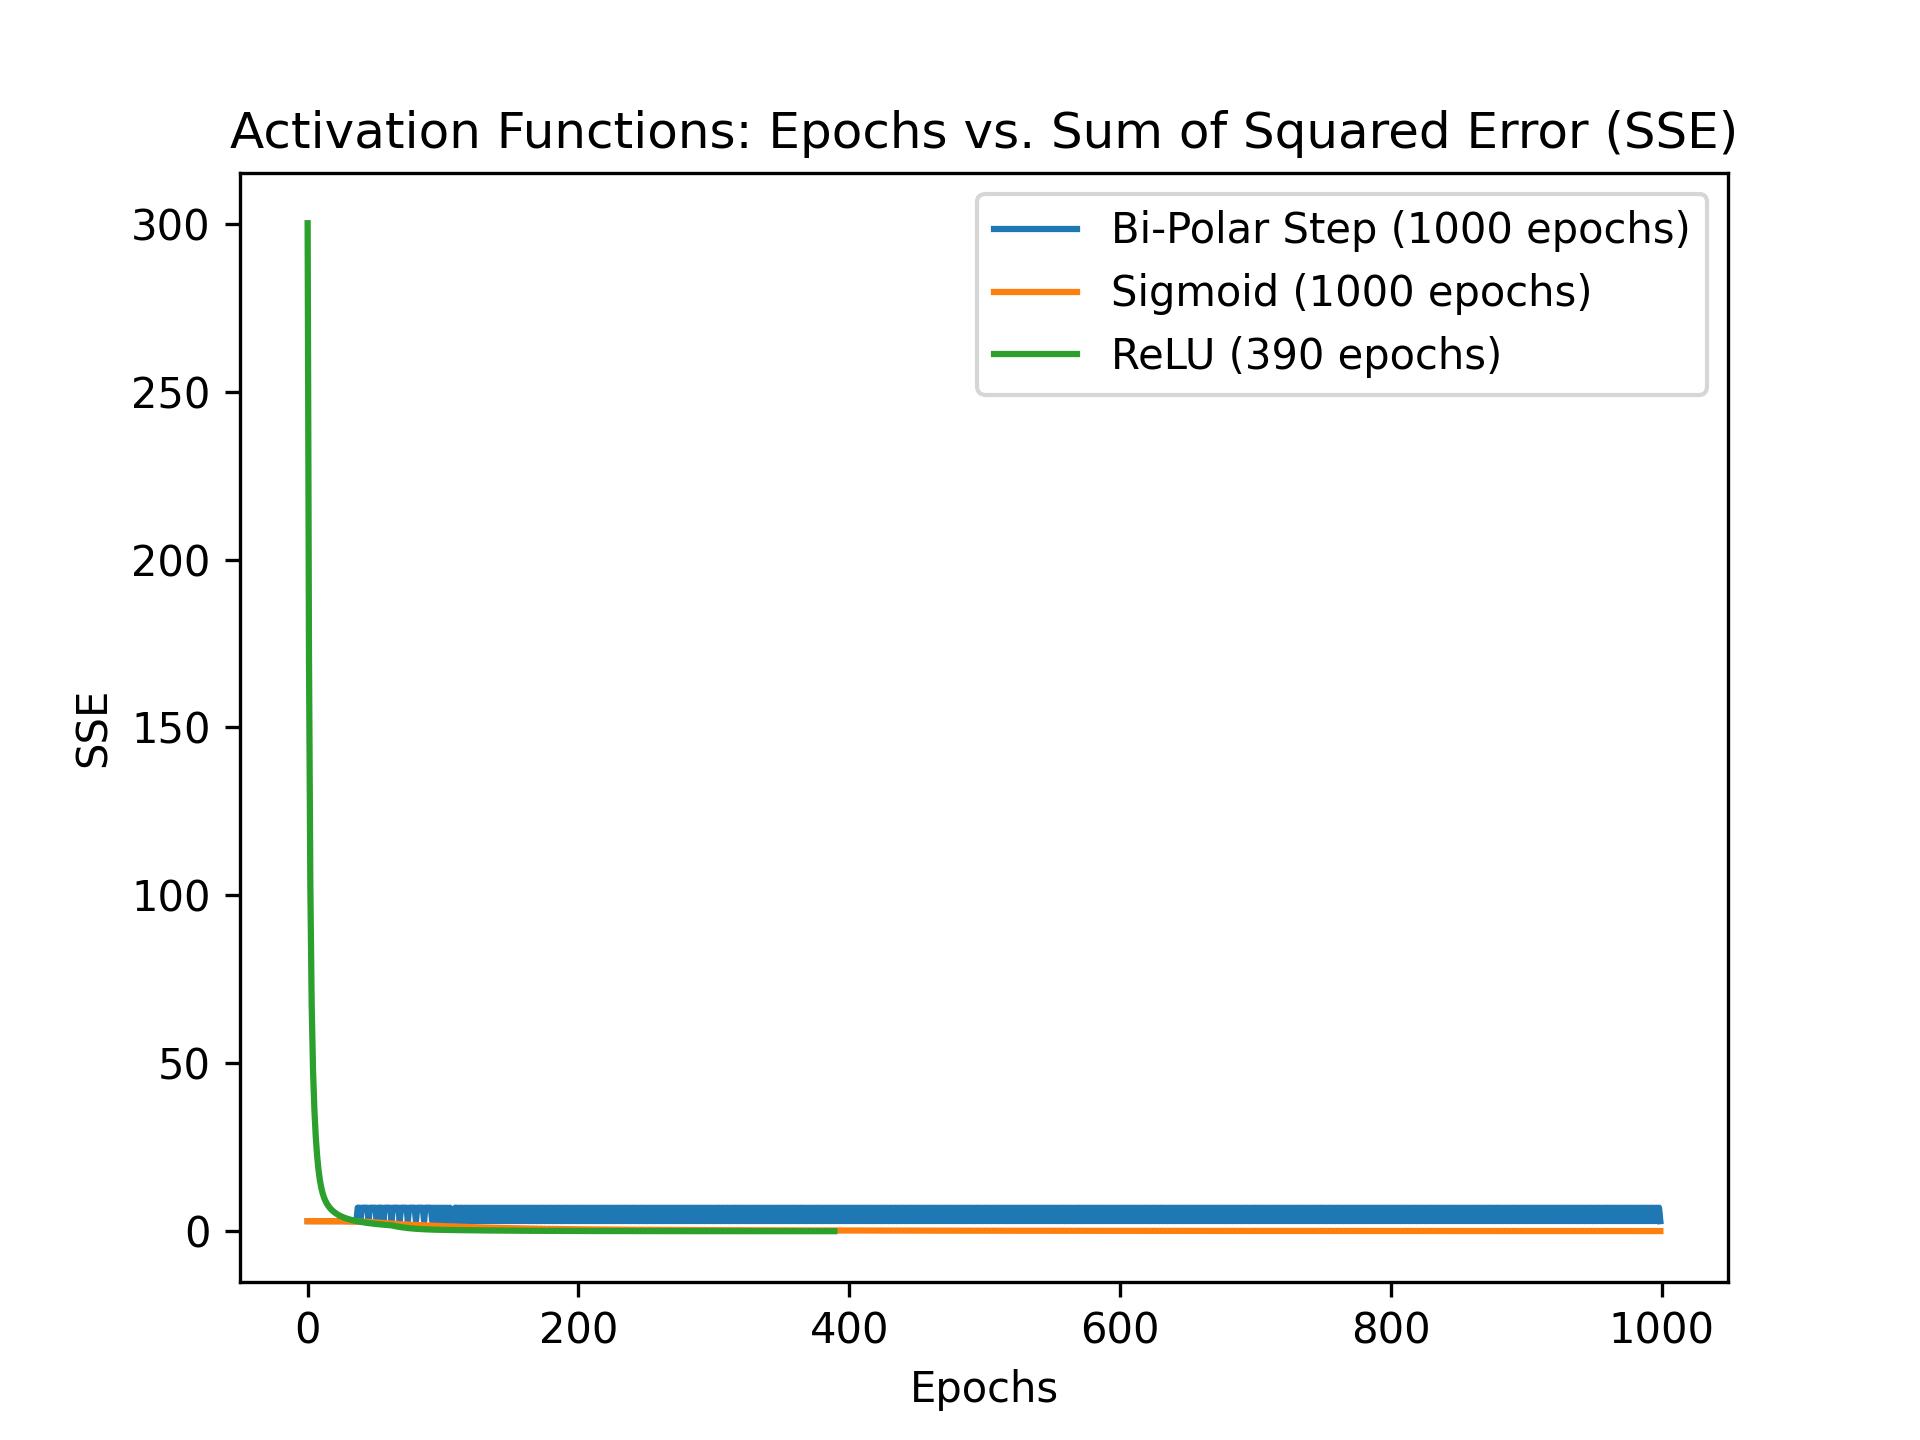 Activation Functions: Epochs vs. Sum of Squared Error (SSE)
Bi-Polar Step (1000 epochs)
Sigmoid (1000 epochs)
ReLU (390 epochs)
300
250
200
150
100
50
0
SSE
0 200 400 600 800 1000
Epochs